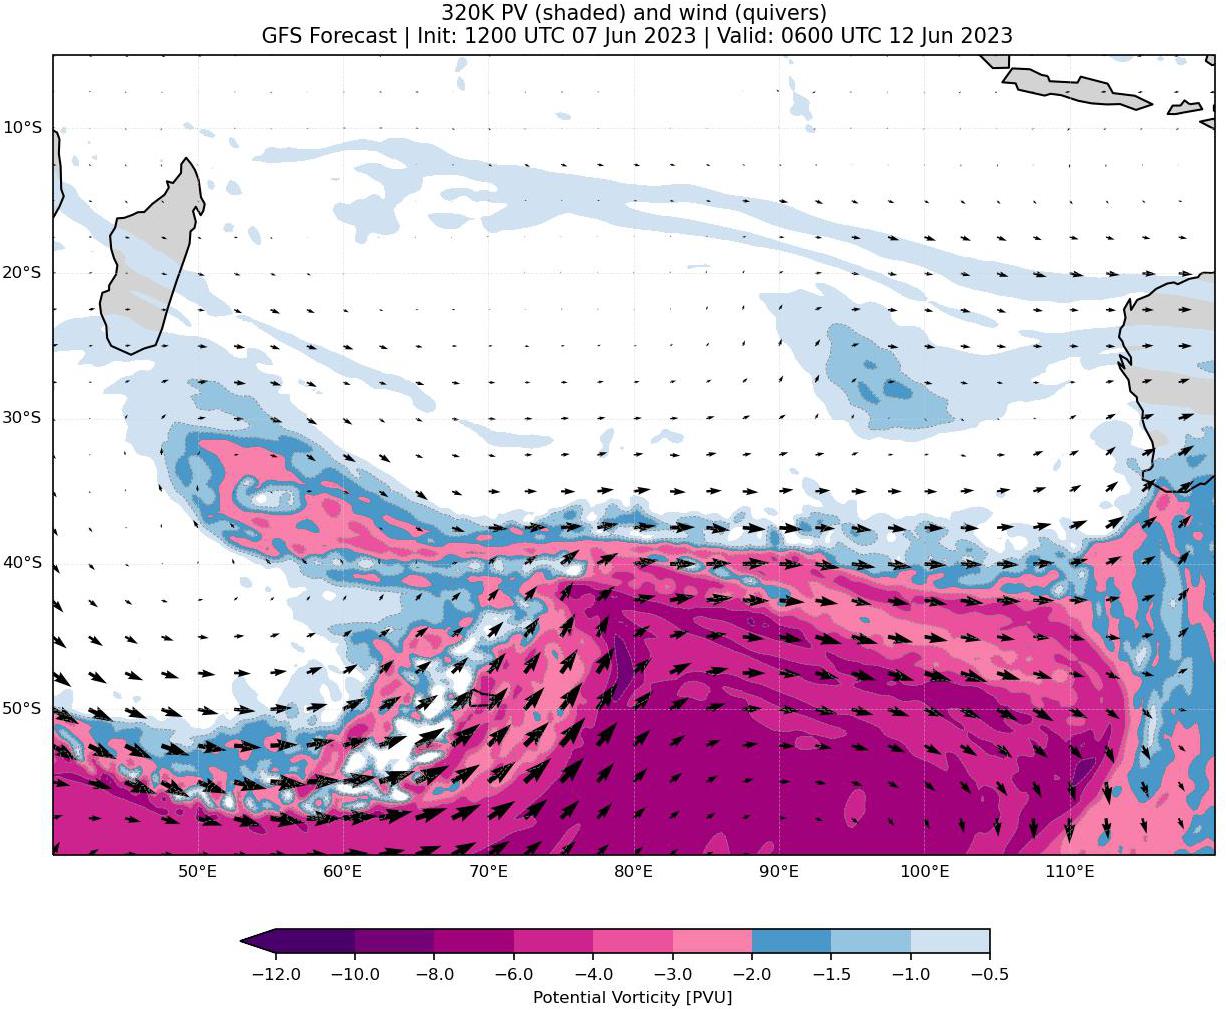 320K PV (shaded) and wind (quivers)
GFS Forecast | Init: 1200 UTC 07 Jun 2023 | Valid: 0600 UTC 12 Jun 2023
10°S
20°S
30°S
40°S
50°S
50°E 60°E 70°E 80°E 90°E 100°E 110°E
−12.0 −10.0 −8.0 −6.0 −4.0 −3.0 −2.0 −1.5 −1.0 −0.5
Potential Vorticity [PVU]